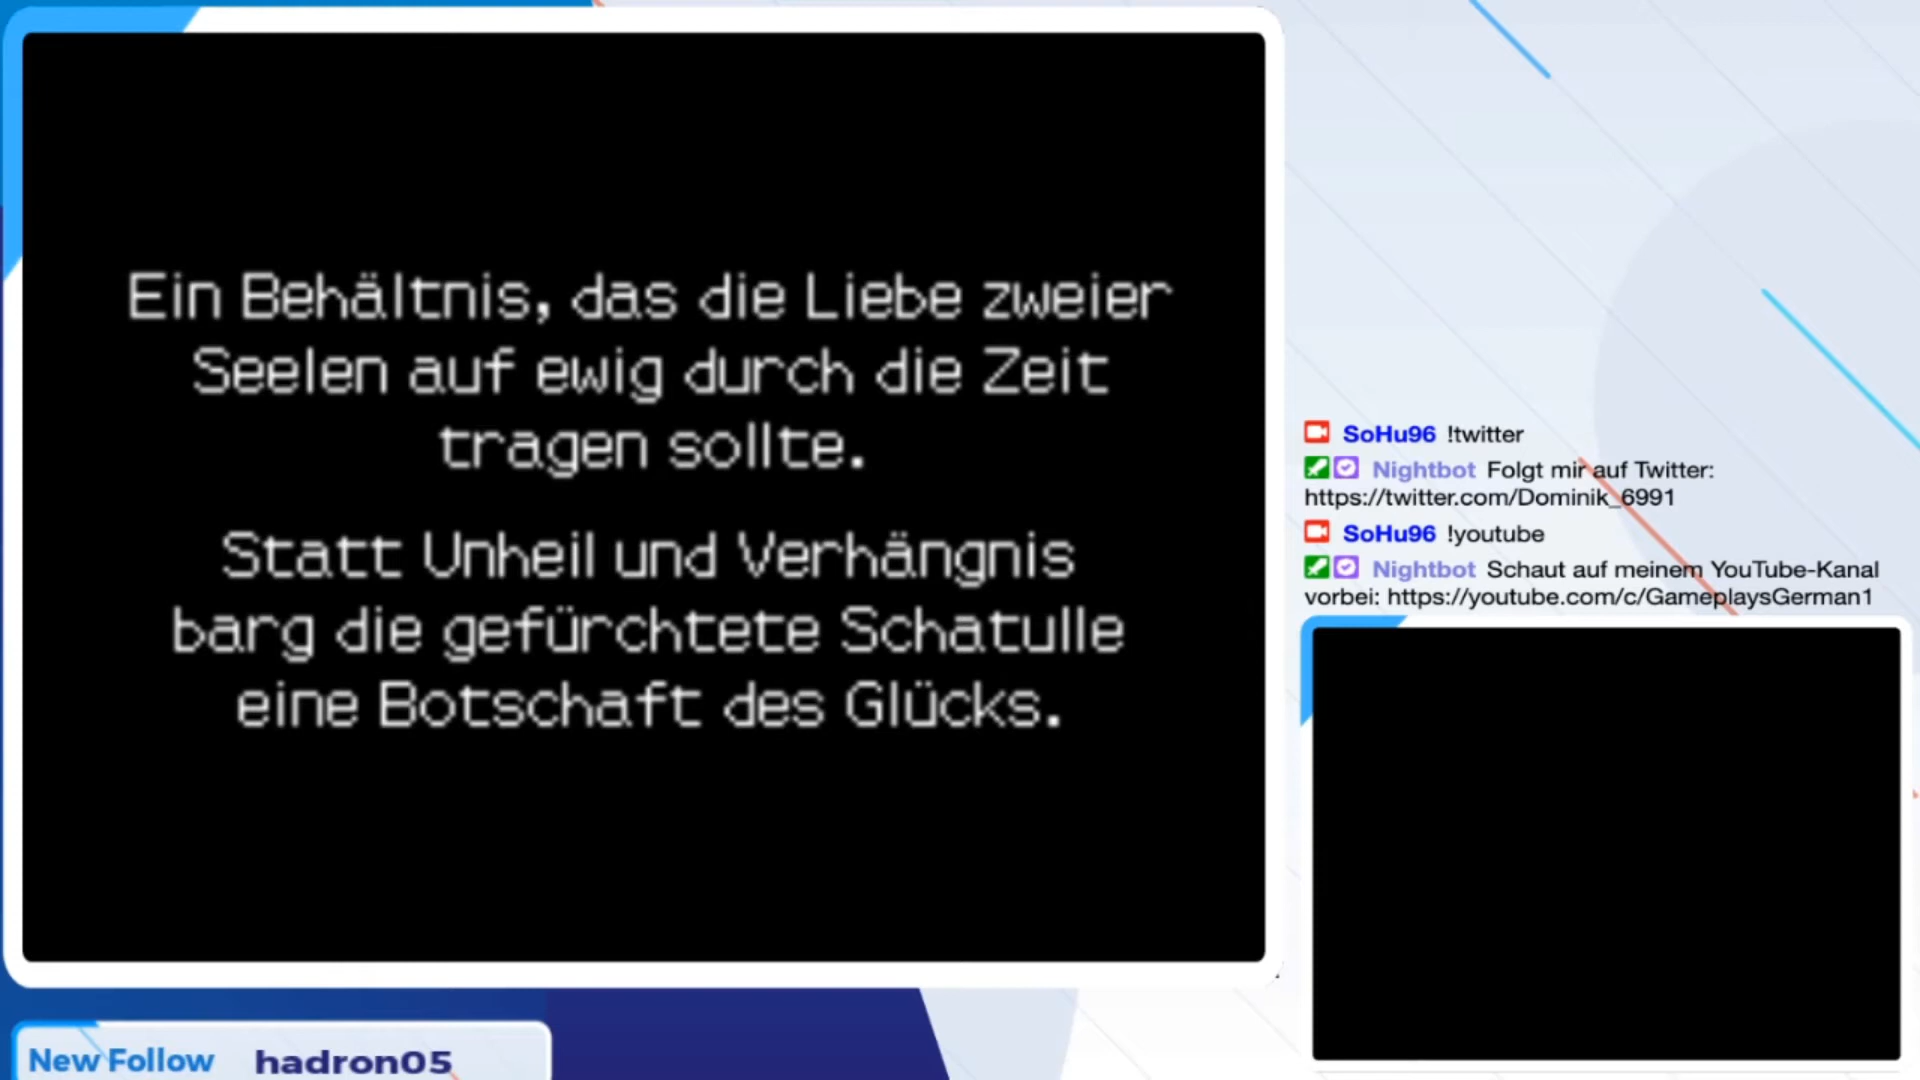 Ein Behältnis, das die Liebe zweier
Seelen auf ewig durch die Zeit
tragen sollte.
Statt Unheil und Verhängnis
barg die gefürchtete Schatulle
eine Botschaft des Glücks.
SoHu96 !twitter
Nightbot Folgt mir auf Twitter:
https://twitter.com/Dominik_6991
SoHu96 !youtube
Nightbot Schaut auf meinem YouTube-Kanal
vorbei: https://youtube.com/c/GameplaysGerman1
New Follow hadron05